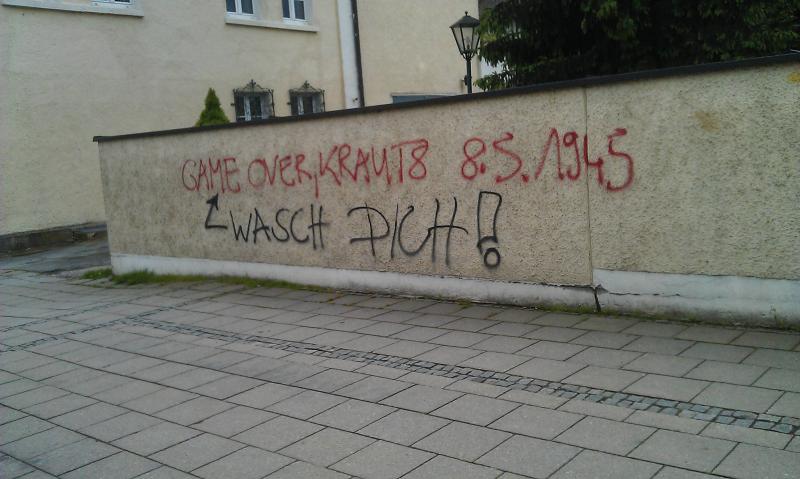 GAME OVER, KRAUTS 8.5.1945
WASCH DICH!